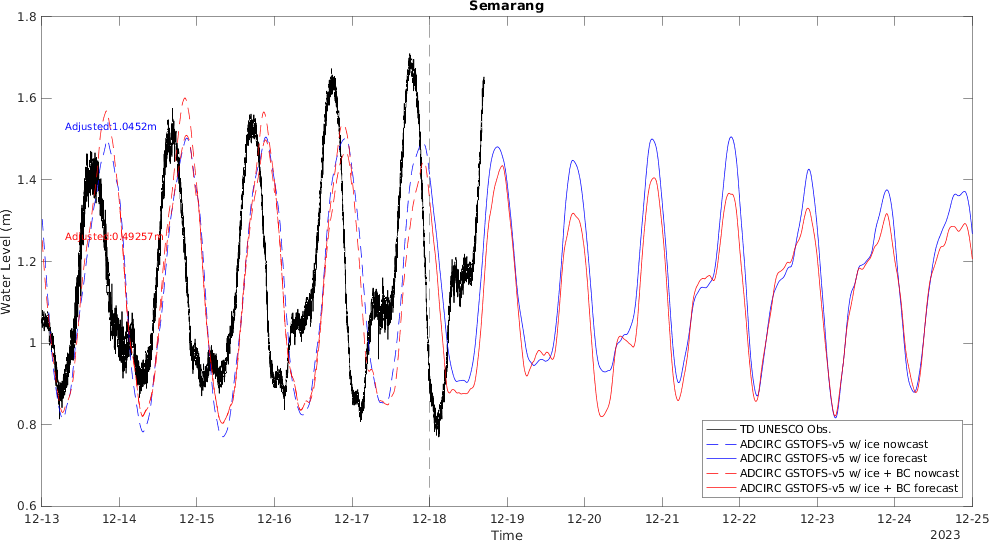 Semarang
1.8
1.6
1.4
1.2
1
0.8
0.6
Water Level (m)
Adjusted:1.0452m
Adjusted:0.49257m
TD UNESCO Obs.
ADCIRC GSTOFS-v5 w/ ice nowcast
ADCIRC GSTOFS-v5 w/ ice forecast
ADCIRC GSTOFS-v5 w/ ice + BC nowcast
ADCIRC GSTOFS-v5 w/ ice + BC forecast
12-13 12-14 12-15 12-16 12-17 12-18 12-19 12-20 12-21 12-22 12-23 12-24 12-25
Time
2023